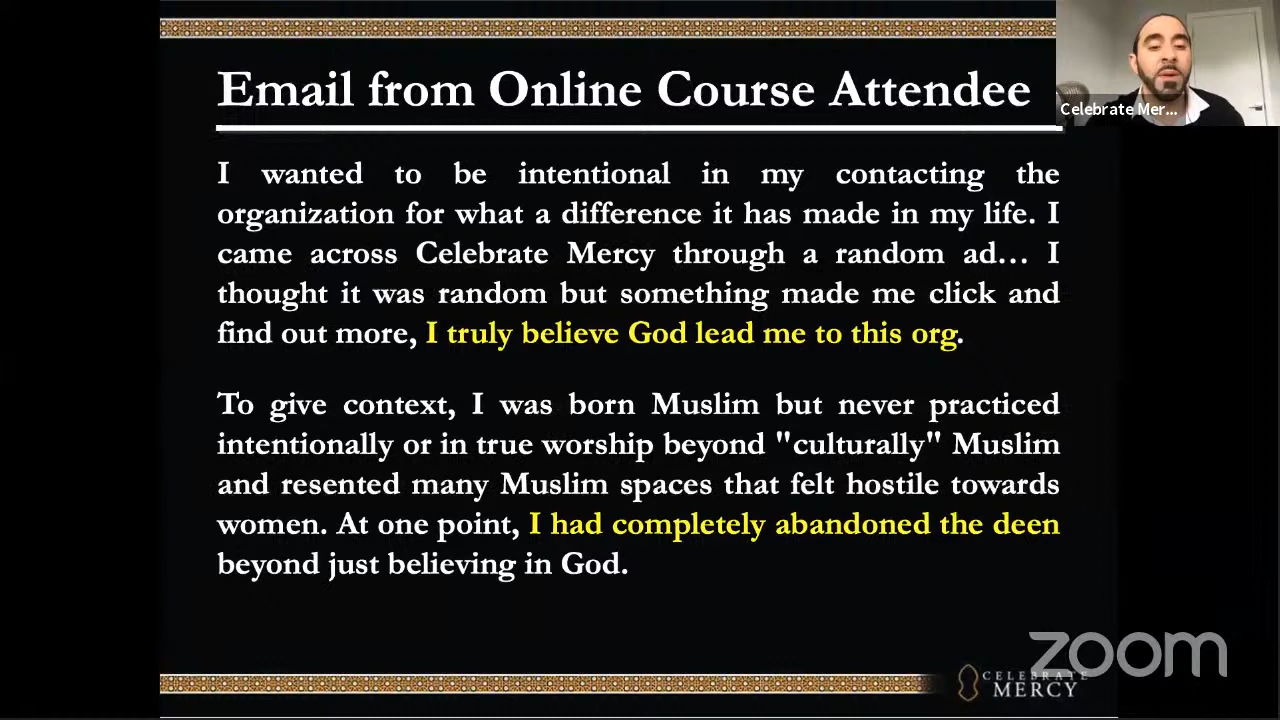 Email from Online Course Attendee
Celebrate Mer...
I wanted to be intentional in my contacting the
organization for what a difference it has made in my life. I
came across Celebrate Mercy through a random ad... I
thought it was random but something made me click and
find out more, I truly believe God lead me to this org.
To give context, I was born Muslim but never practiced
intentionally or in true worship beyond "culturally" Muslim
and resented many Muslim spaces that felt hostile towards
women. At one point, I had completely abandoned the deen
beyond just believing in God.
zoom
CELEBRATE
MERCY